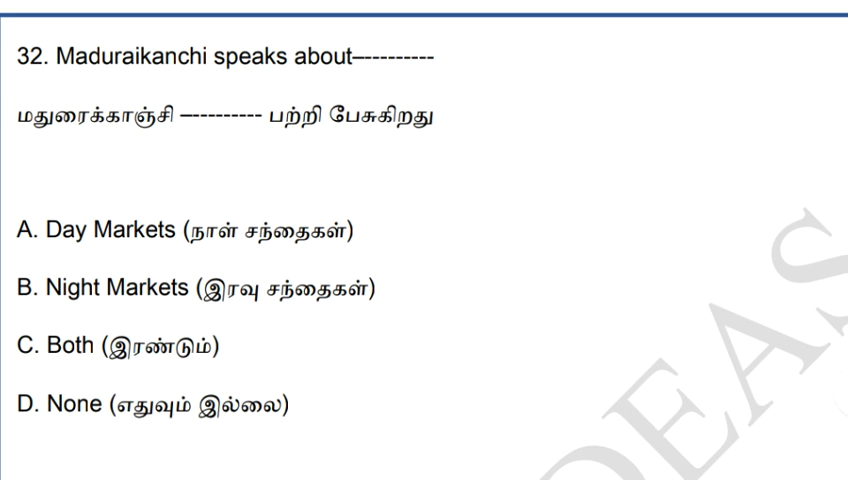 32. Maduraikanchi speaks about–----------
மதுரைக்காஞ்சி –---------- பற்றி பேசுகிறது
A. Day Markets (நாள் சந்தைகள்)
B. Night Markets (இரவு சந்தைகள்)
C. Both (இரண்டும்)
D. None (எதுவும் இல்லை)